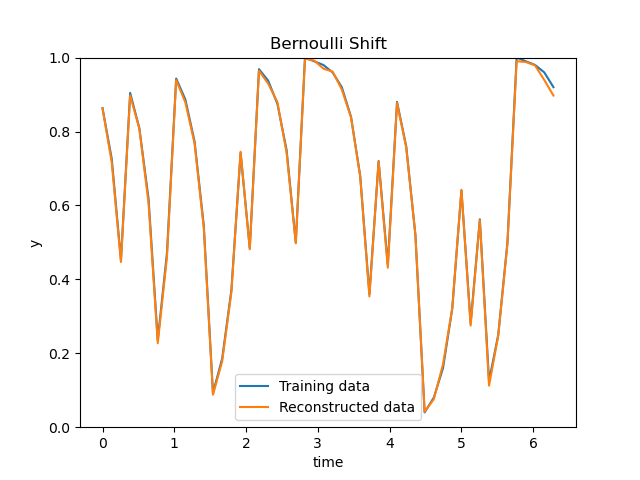 Bernoulli Shift
1.0
0.8
0.6
0.4
0.2
0.0
y
Training data
Reconstructed data
0 1 2 3 4 5 6
time